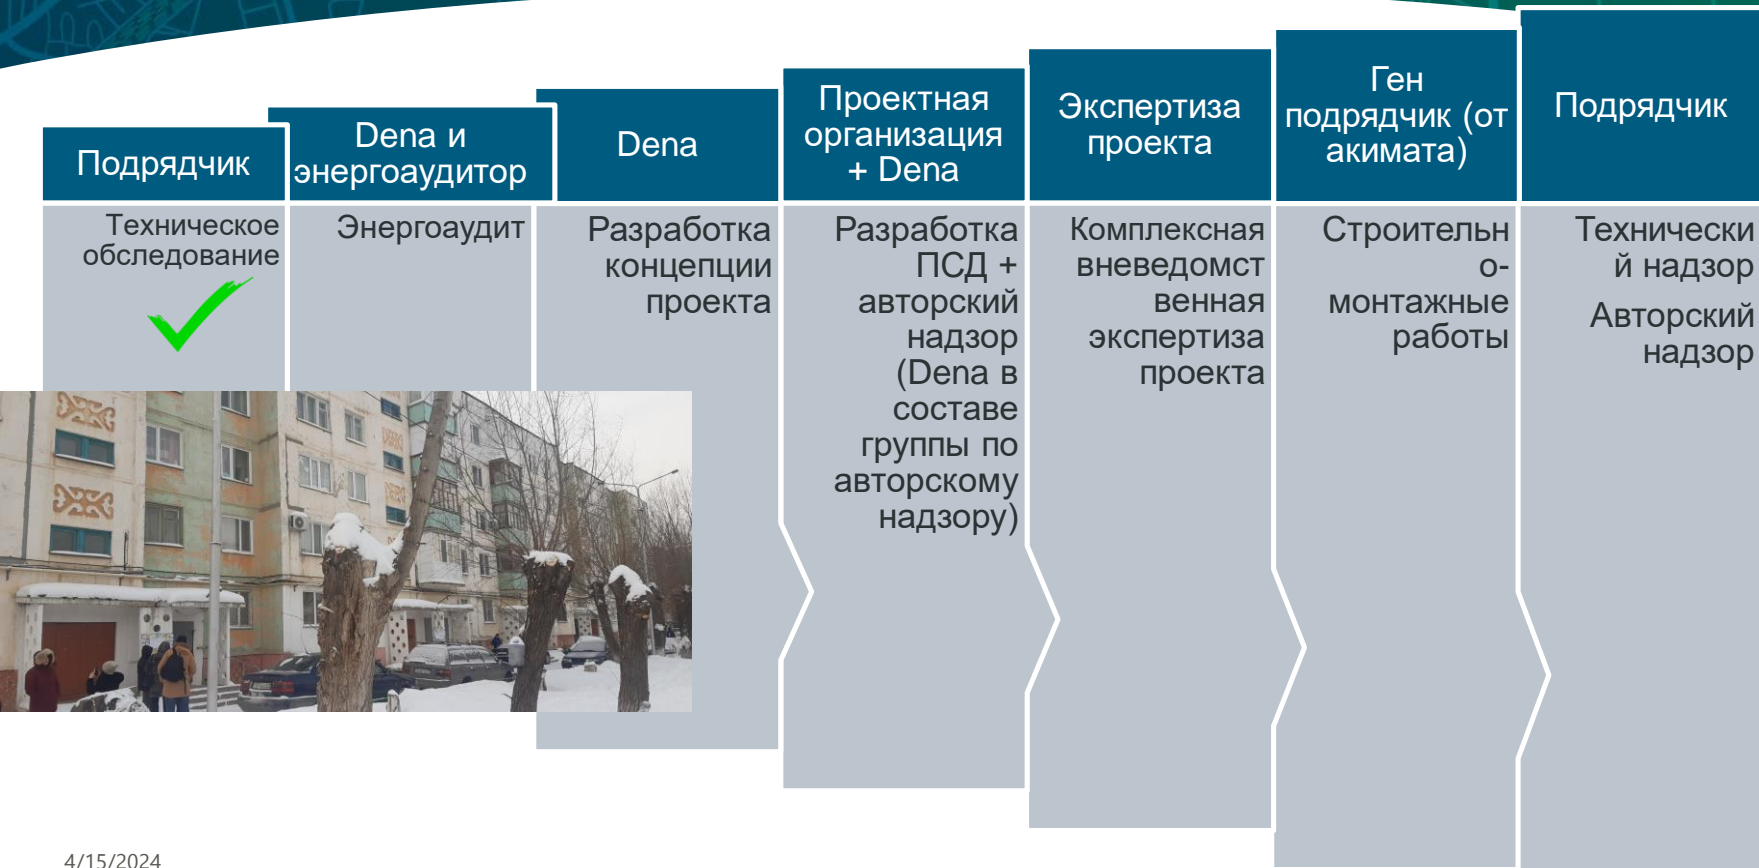 Подрядчик
Техническое
обследование
Dena и
энергоаудитор
Энергоаудит
Dena
Разработка
концепции
проекта
Проектная
организация
+ Dena
Разработка
ПСД +
авторский
надзор
(Dena в
составе
группы по
авторскому
надзору)
Экспертиза
проекта
Комплексная
вневедомст
венная
экспертиза
проекта
Ген
подрядчик (от
акимата)
Строительн
о-
монтажные
работы
Подрядчик
Технически
й надзор
Авторский
надзор
4/15/2024